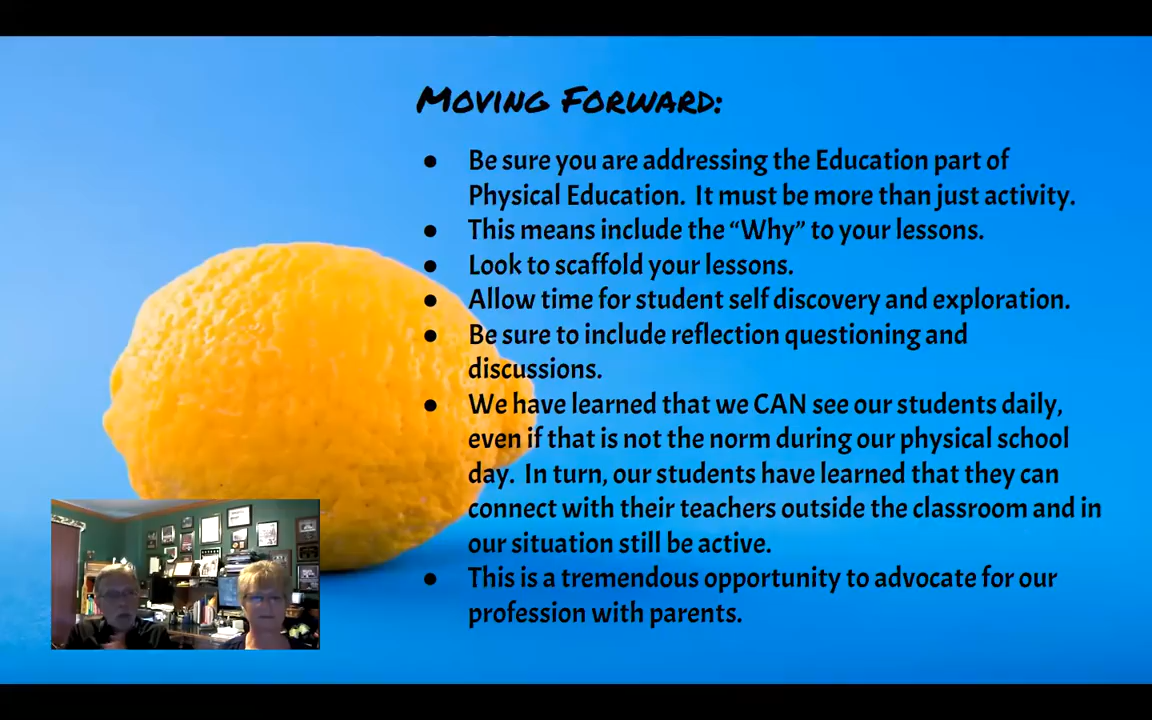 Moving Forward:
● Be sure you are addressing the Education part of
Physical Education.  It must be more than just activity.
● This means include the “Why” to your lessons.
● Look to scaffold your lessons.
● Allow time for student self discovery and exploration.
● Be sure to include reflection questioning and
discussions.
● We have learned that we CAN see our students daily,
even if that is not the norm during our physical school
day.  In turn, our students have learned that they can
connect with their teachers outside the classroom and in
our situation still be active.
● This is a tremendous opportunity to advocate for our
profession with parents.